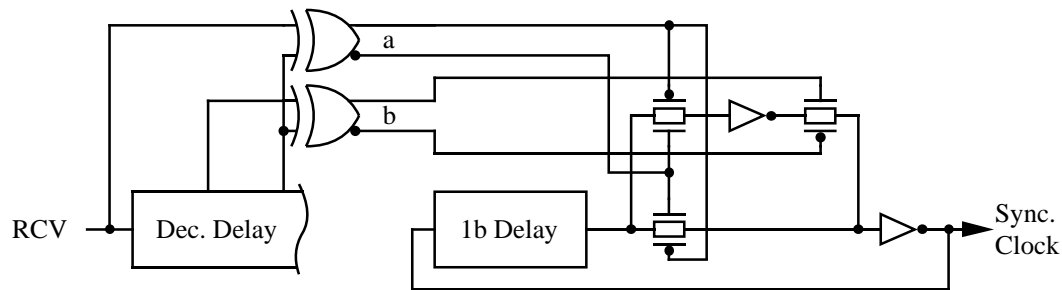 a
b
RCV
Dec. Delay
1b Delay
Sync.
Clock